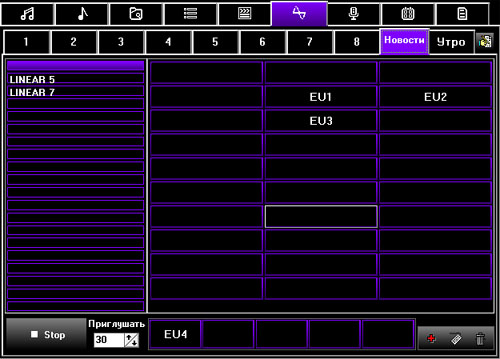 1 2 3 4 5 6 7 8 Новости Утро
LINEAR 5
LINEAR 7
EU1 EU2
EU3
Stop
Приглушать
30
EU4